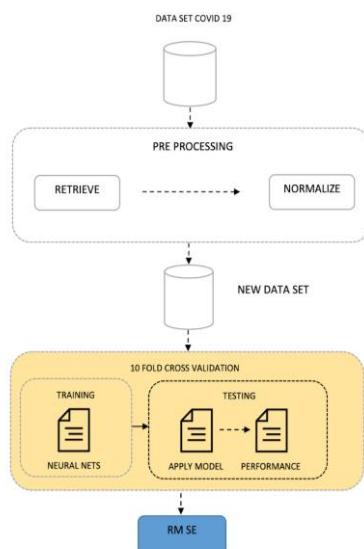 DATA SET COVID 19
PRE PROCESSING
RETRIEVE
NORMALIZE
NEW DATA SET
10 FOLD CROSS VALIDATION
TRAINING
TESTING
NEURAL NETS
APPLY MODEL
PERFORMANCE
RM SE